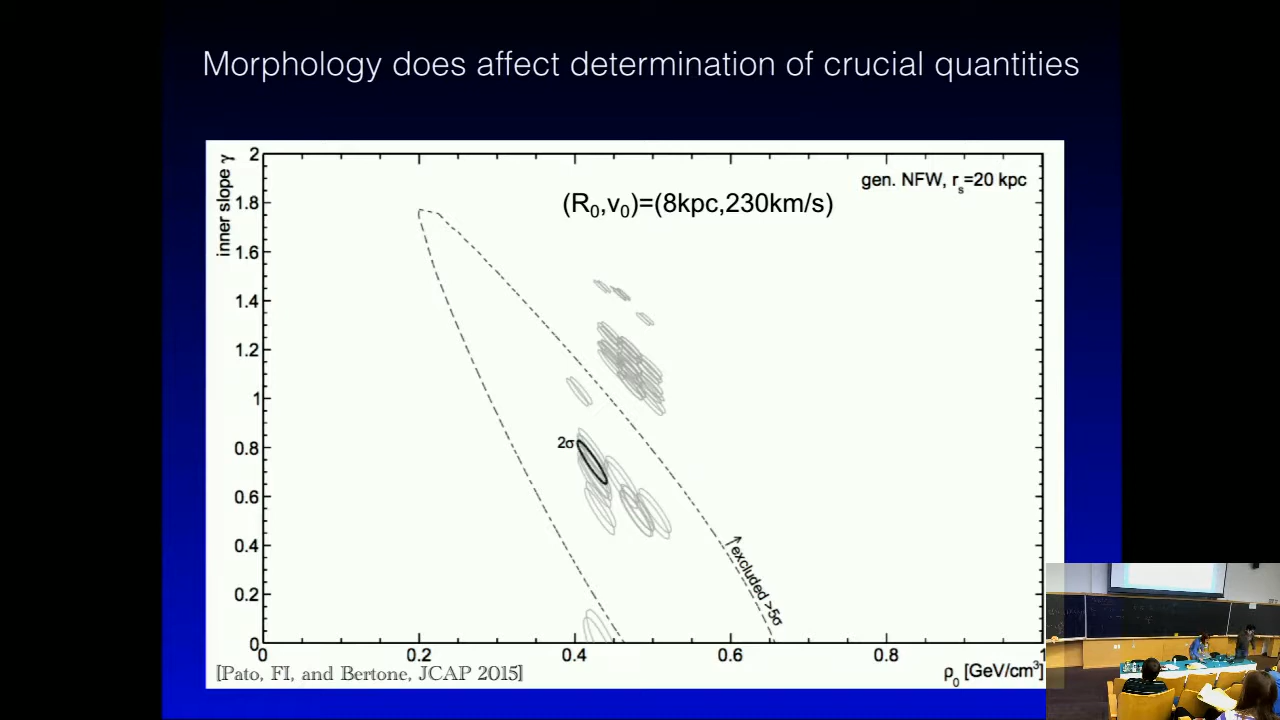 Morphology does affect determination of crucial quantities
inner slope γ
2
1.8
1.6
1.4
1.2
1
0.8
0.6
0.4
0.2
0
gen. NFW, rₛ=20 kpc
(R₀,v₀)=(8kpc,230km/s)
2σ
excluded >5σ
0 0.2 0.4 0.6 0.8 1
ρ₀ [GeV/cm³]
[Pato, FI, and Bertone, JCAP 2015]